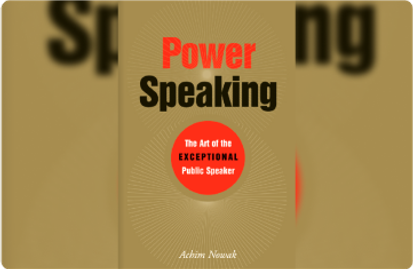 Power
Speaking
The Art of the
EXCEPTIONAL
Public Speaker
Achim Nowak